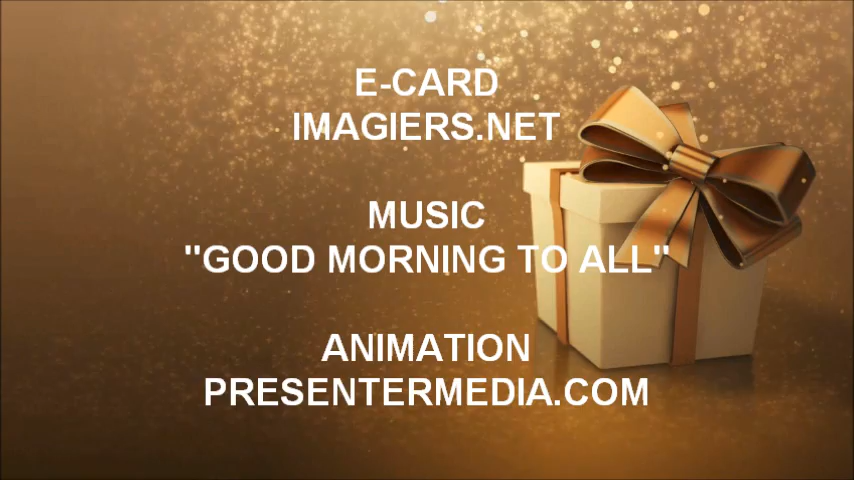 E-CARD
IMAGIERS.NET
MUSIC
"GOOD MORNING TO ALL"
ANIMATION
PRESENTERMEDIA.COM